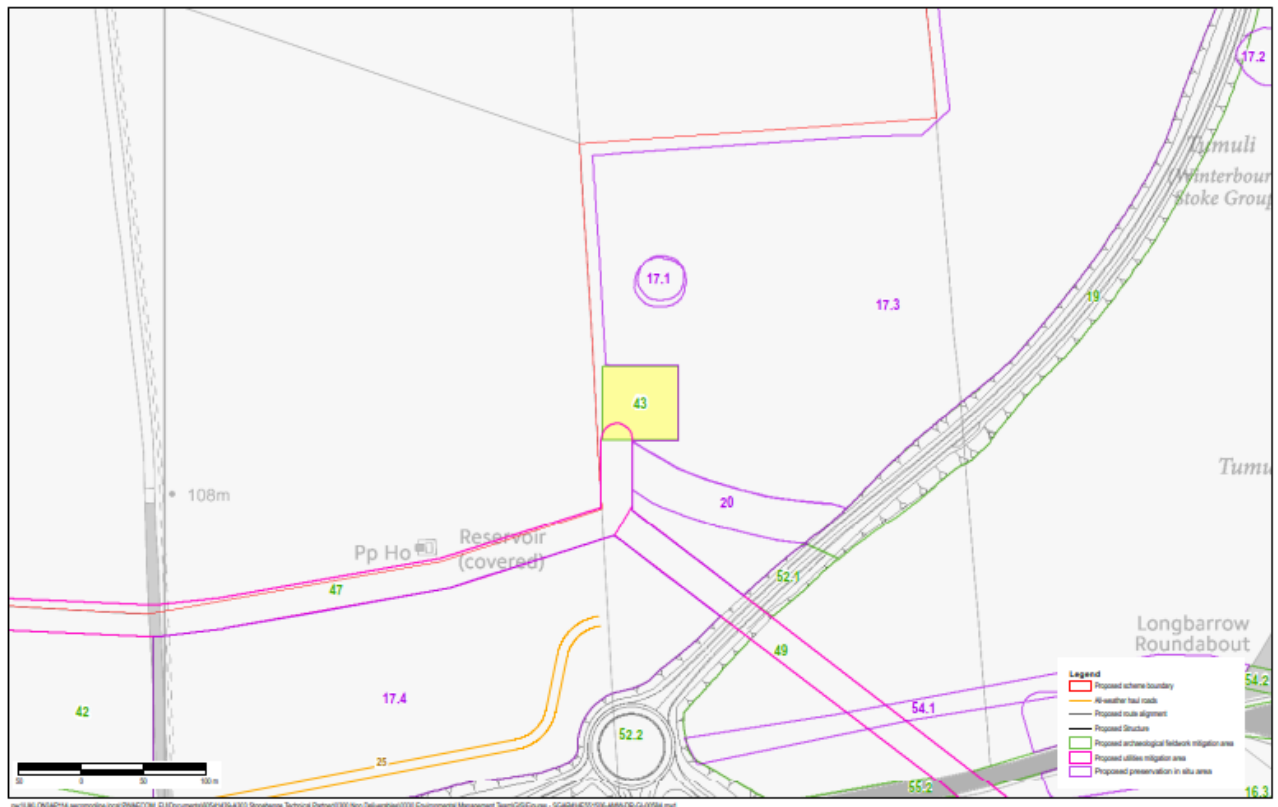 17.2
Tumuli
(Winterbour
Stoke Group
17.1
17.3
19
43
Tumu
108m
20
Pp Ho
Reservoir
(covered)
47
52.1
Longbarrow
Roundabout
49
17.4
42
54.1
54.2
52.2
25
55.2
16.3
Legend
Proposed scheme boundary
All-weather haul roads
Proposed route alignment
Proposed Structure
Proposed archaeological fieldwork mitigation area
Proposed utilities mitigation area
Proposed preservation in situ area
50 0 50 100 m